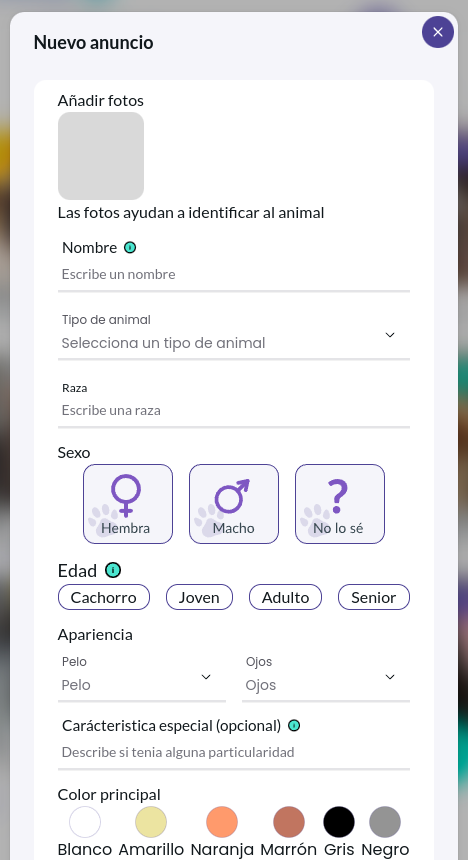 Nuevo anuncio
Añadir fotos
Las fotos ayudan a identificar al animal
Nombre
Escribe un nombre
Tipo de animal
Selecciona un tipo de animal
Raza
Escribe una raza
Sexo
Hembra Macho No lo sé
Edad
Cachorro Joven Adulto Senior
Apariencia
Pelo Ojos
Pelo Ojos
Carácteristica especial (opcional)
Describe si tenia alguna particularidad
Color principal
Blanco Amarillo Naranja Marrón Gris Negro